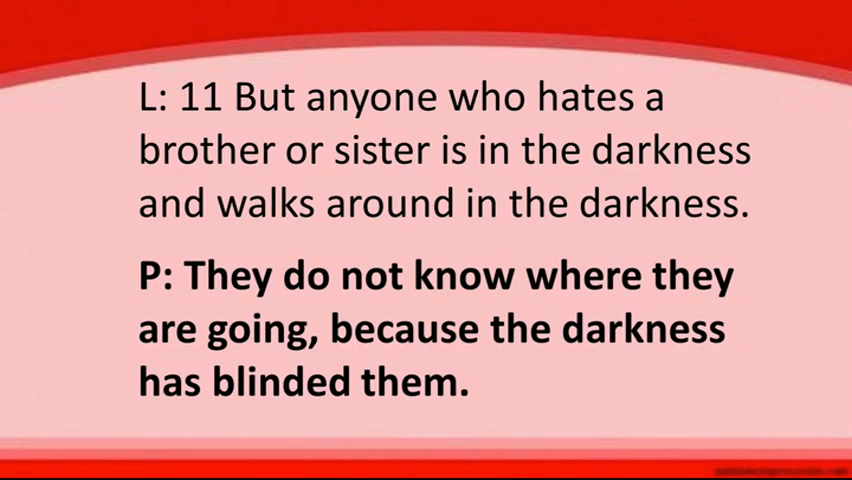 L: 11 But anyone who hates a
brother or sister is in the darkness
and walks around in the darkness.
P: They do not know where they
are going, because the darkness
has blinded them.